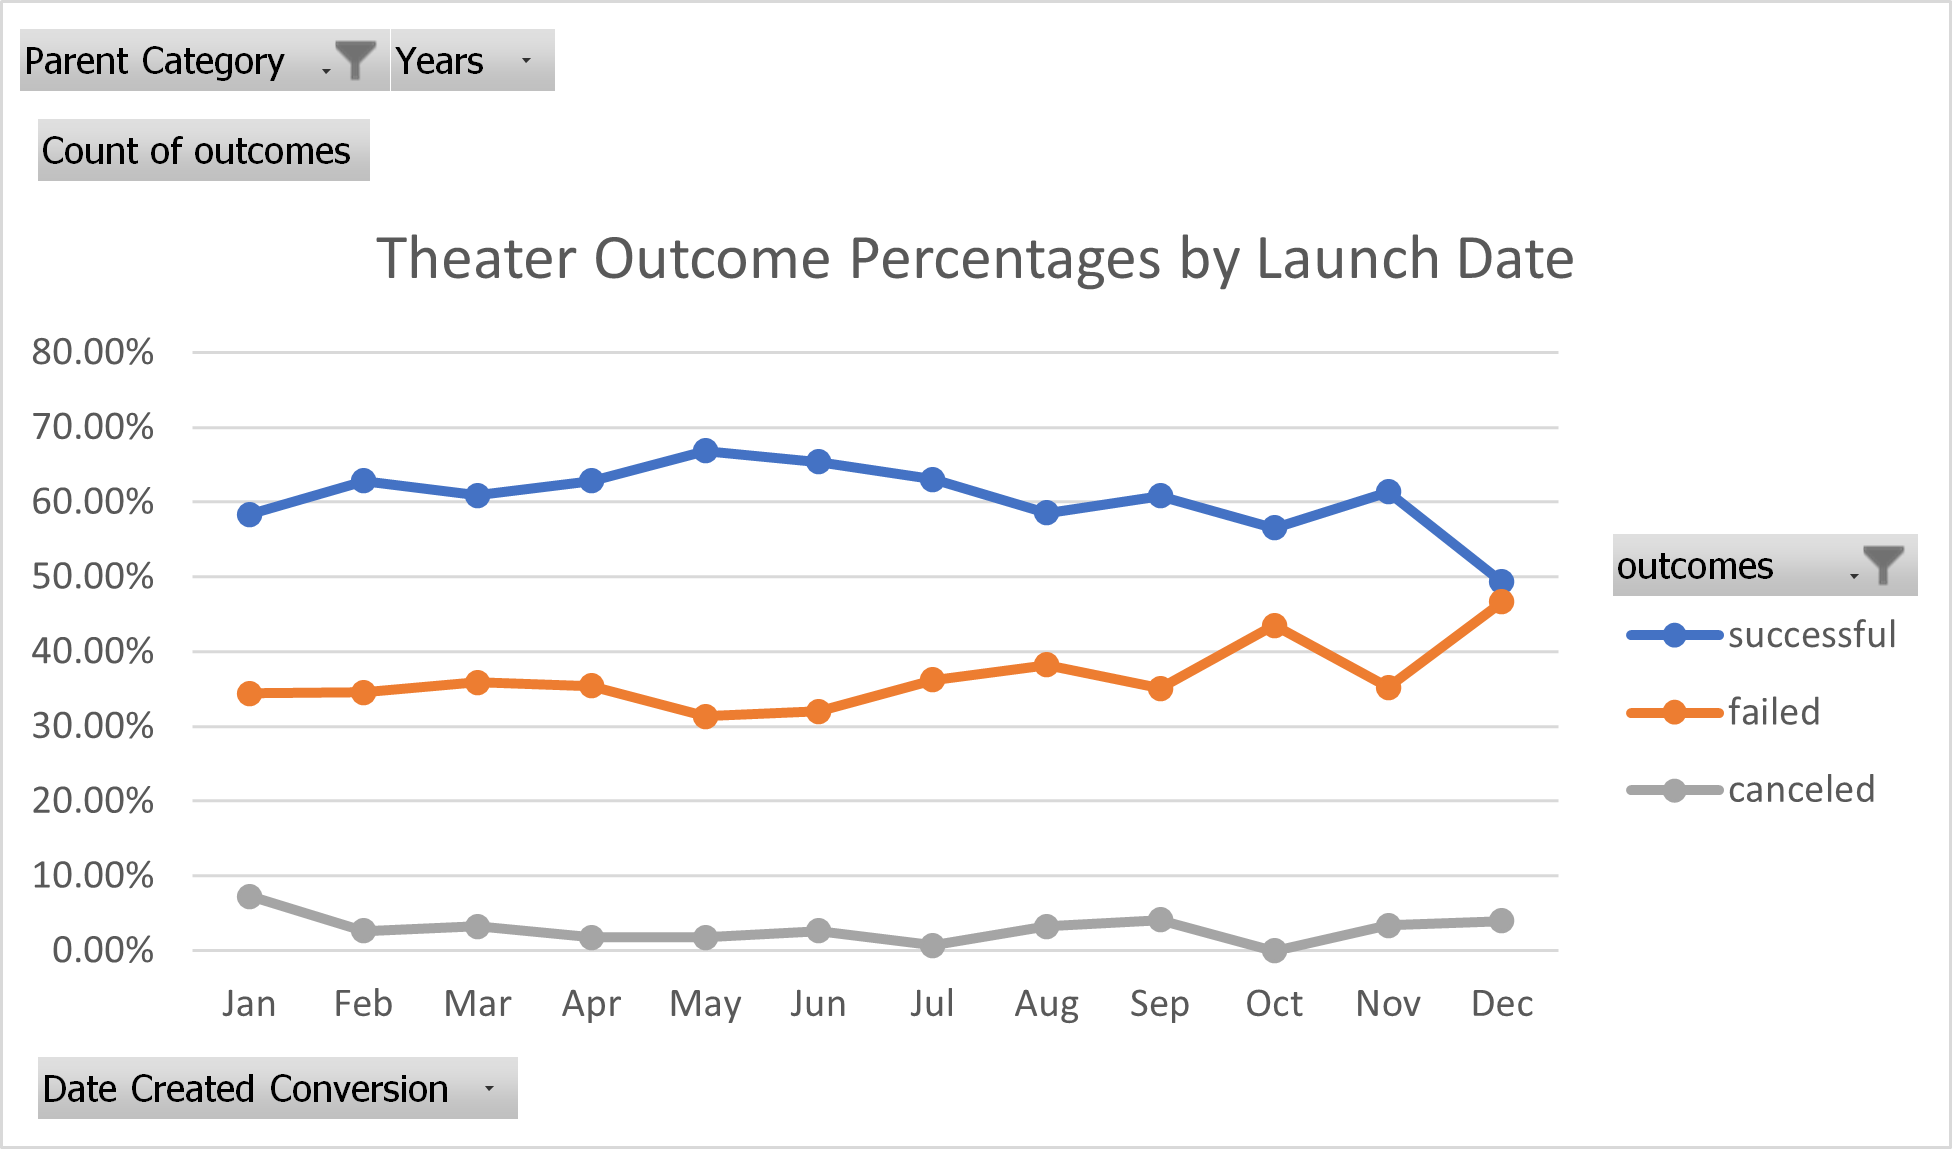 Parent Category Years
Count of outcomes
Theater Outcome Percentages by Launch Date
80.00%
70.00%
60.00%
50.00%
40.00%
30.00%
20.00%
10.00%
0.00%
Jan Feb Mar Apr May Jun Jul Aug Sep Oct Nov Dec
outcomes
successful
failed
canceled
Date Created Conversion